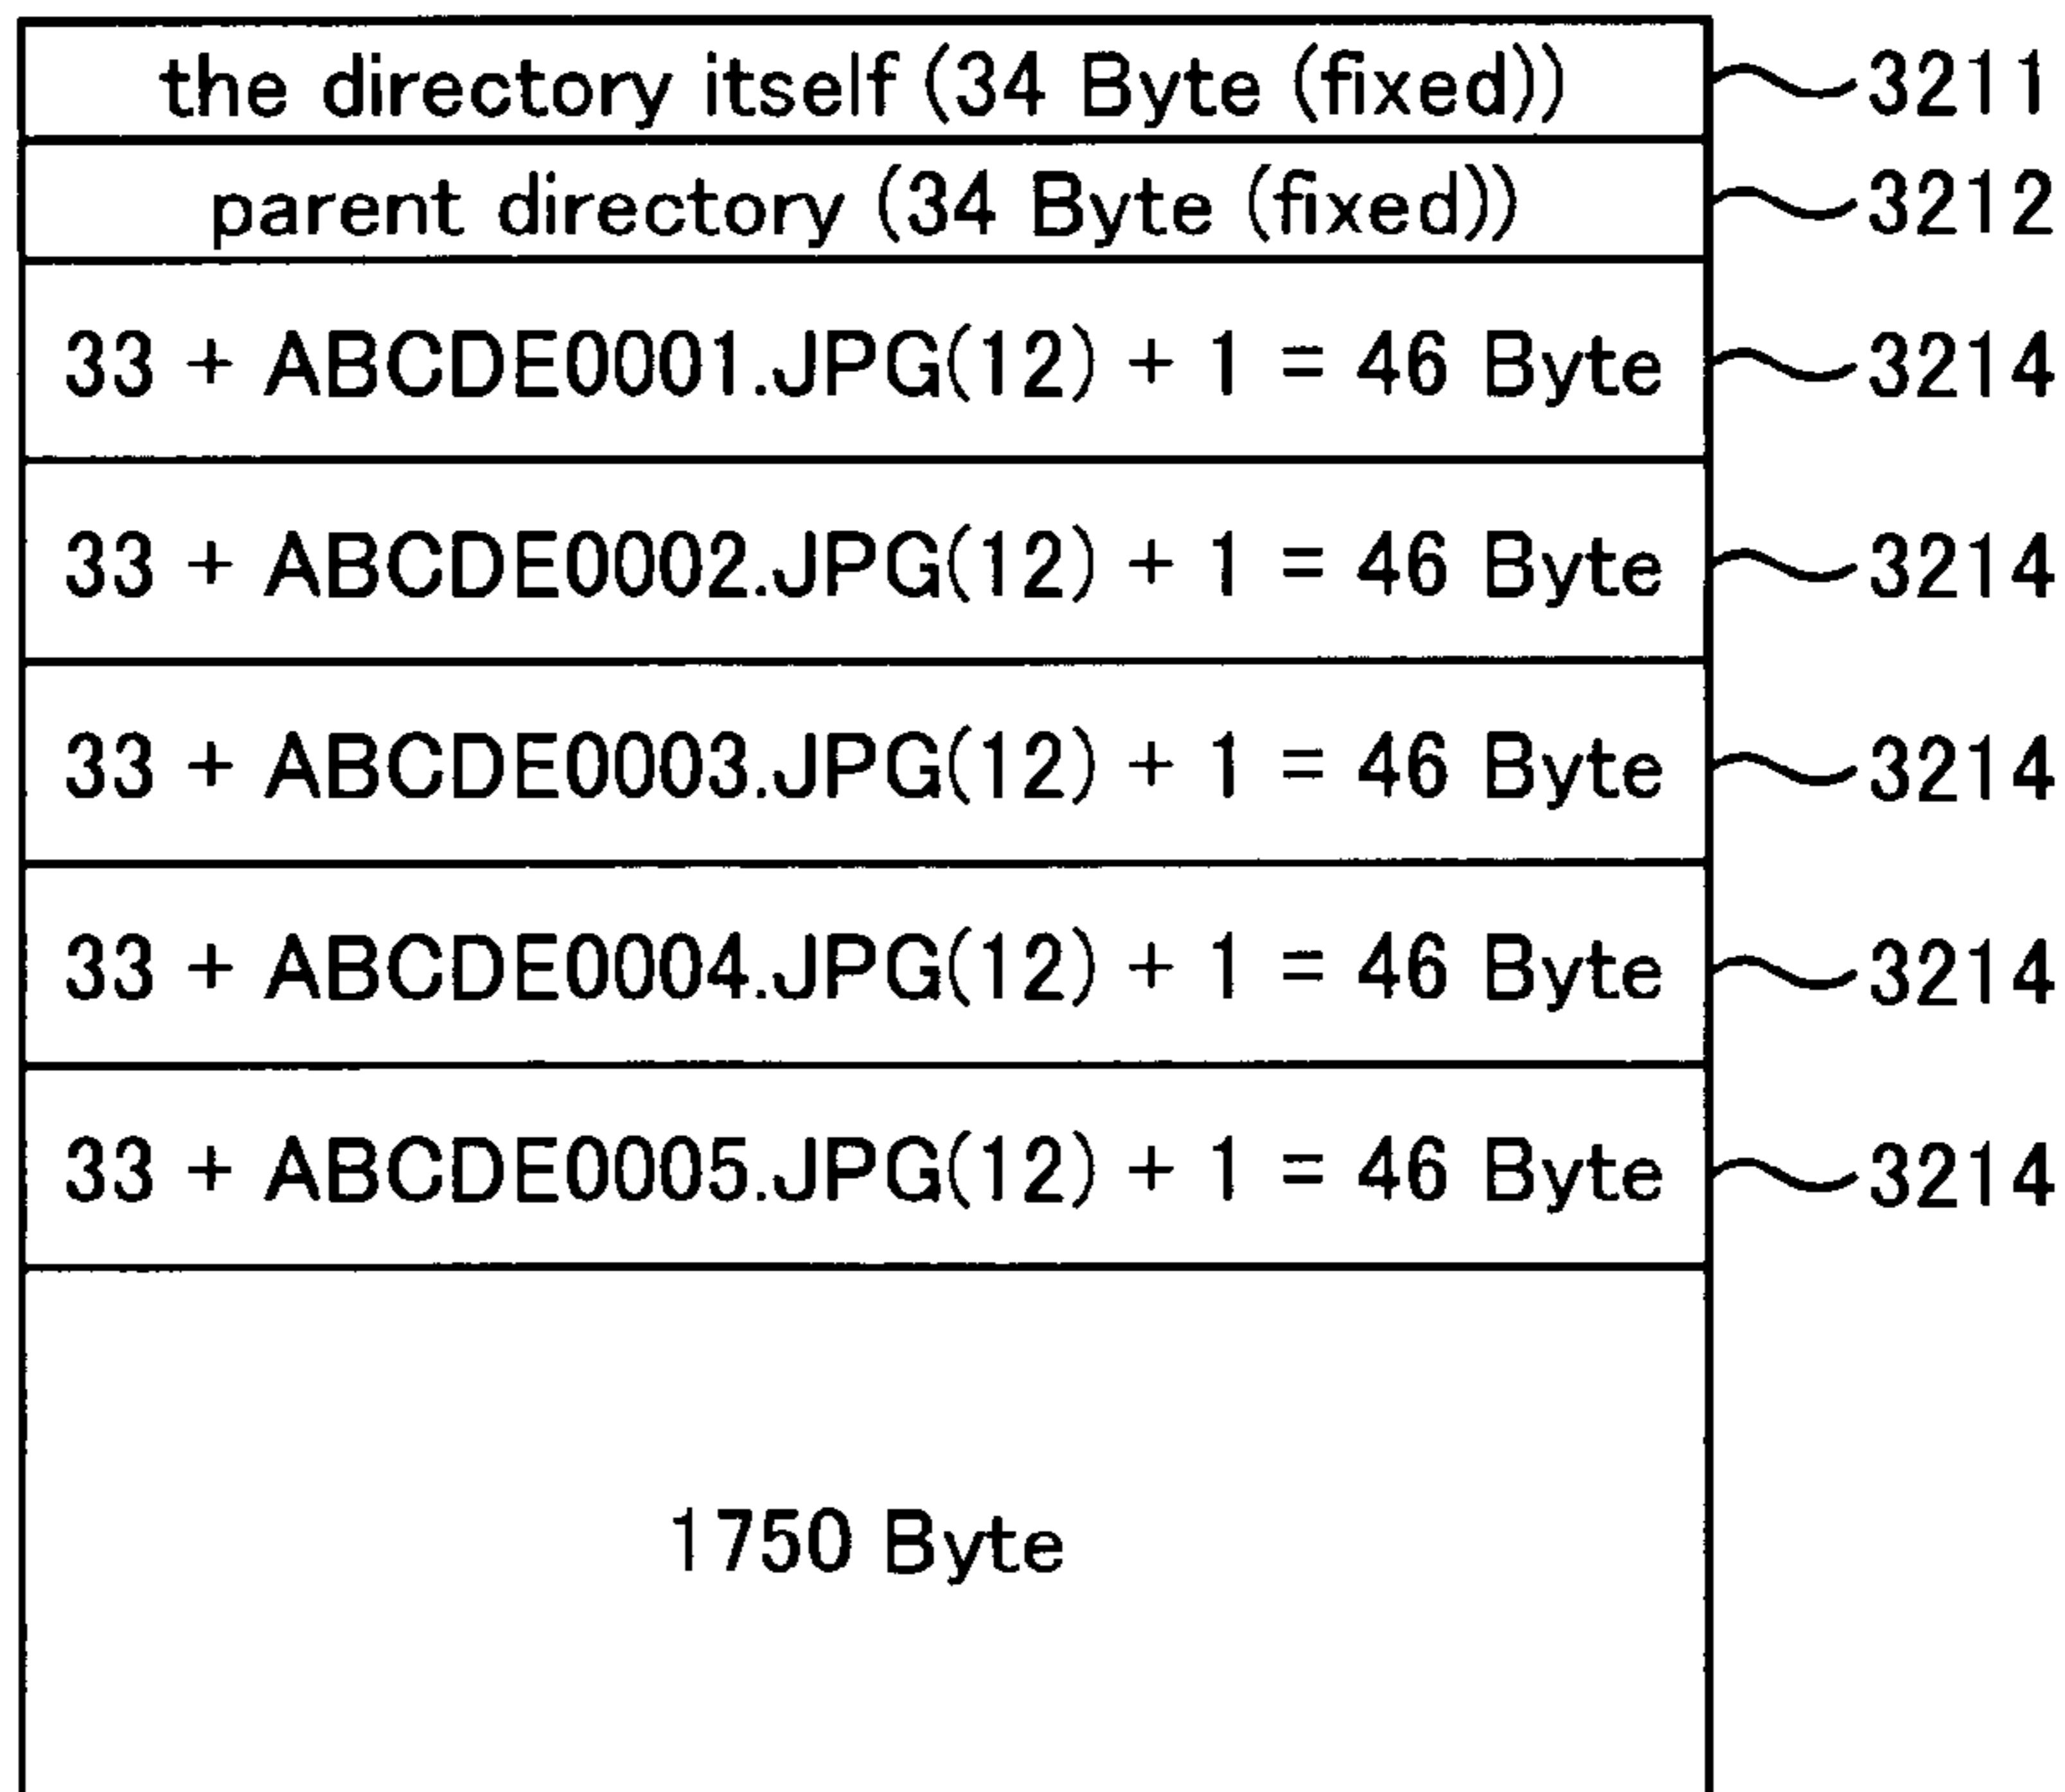 the directory itself (34 Byte (fixed)) 3211
parent directory (34 Byte (fixed)) 3212
33 + ABCDE0001.JPG(12) + 1 = 46 Byte 3214
33 + ABCDE0002.JPG(12) + 1 = 46 Byte 3214
33 + ABCDE0003.JPG(12) + 1 = 46 Byte 3214
33 + ABCDE0004.JPG(12) + 1 = 46 Byte 3214
33 + ABCDE0005.JPG(12) + 1 = 46 Byte 3214
1750 Byte